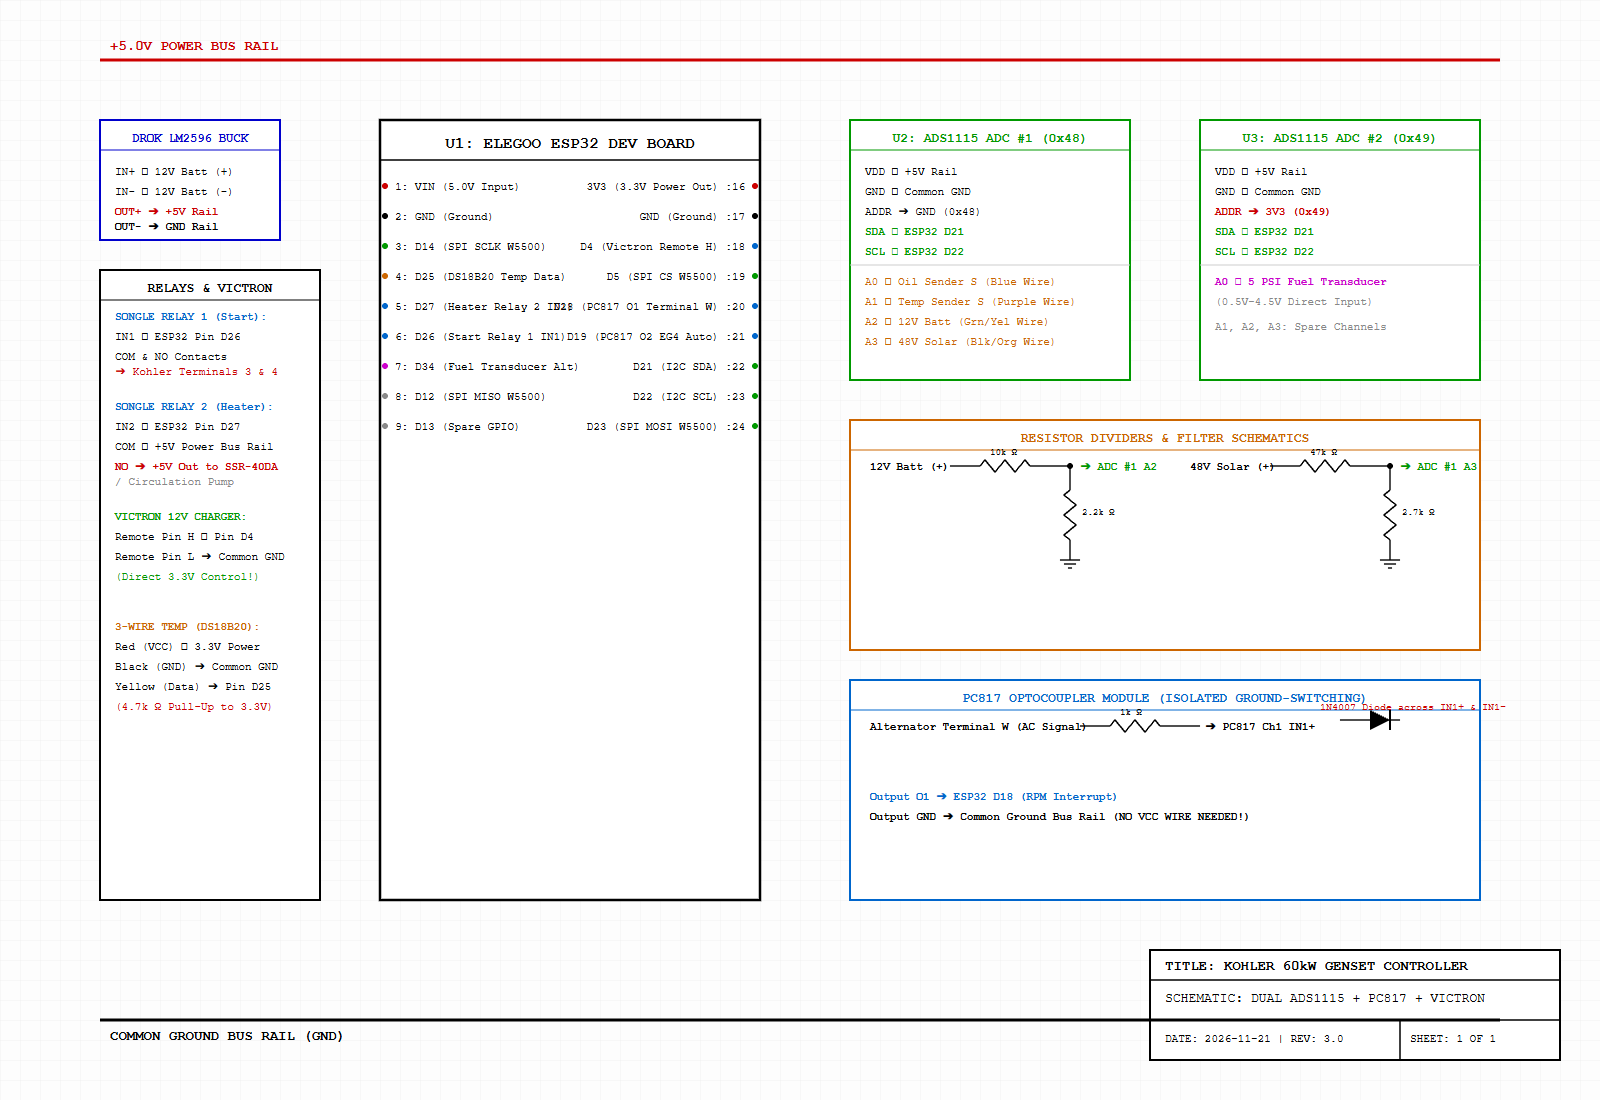 +5.0V POWER BUS RAIL
DROK LM2596 BUCK
IN+ □ 12V Batt (+)
IN- □ 12V Batt (-)
OUT+ ➔ +5V Rail
OUT- ➔ GND Rail
RELAYS & VICTRON
SONGLE RELAY 1 (Start):
IN1 □ ESP32 Pin D26
COM & NO Contacts
➔ Kohler Terminals 3 & 4
SONGLE RELAY 2 (Heater):
IN2 □ ESP32 Pin D27
COM □ +5V Power Bus Rail
NO ➔ +5V Out to SSR-40DA
/ Circulation Pump
VICTRON 12V CHARGER:
Remote Pin H □ Pin D4
Remote Pin L ➔ Common GND
(Direct 3.3V Control!)
3-WIRE TEMP (DS18B20):
Red (VCC) □ 3.3V Power
Black (GND) ➔ Common GND
Yellow (Data) ➔ Pin D25
(4.7k Ω Pull-Up to 3.3V)
U1: ELEGOO ESP32 DEV BOARD
1: VIN (5.0V Input)
3V3 (3.3V Power Out) :16
2: GND (Ground)
GND (Ground) :17
3: D14 (SPI SCLK W5500)
D4 (Victron Remote H) :18
4: D25 (DS18B20 Temp Data)
D5 (SPI CS W5500) :19
5: D27 (Heater Relay 2
(PC817 O1 Terminal W) :20
6: D26 (Start Relay 1 IN1)
D19 (PC817 O2 EG4 Auto) :21
7: D34 (Fuel Transducer Alt)
D21 (I2C SDA) :22
8: D12 (SPI MISO W5500)
D22 (I2C SCL) :23
9: D13 (Spare GPIO)
D23 (SPI MOSI W5500) :24
U2: ADS1115 ADC #1 (0x48)
VDD □ +5V Rail
GND □ Common GND
ADDR ➔ GND (0x48)
SDA □ ESP32 D21
SCL □ ESP32 D22
A0 □ Oil Sender S (Blue Wire)
A1 □ Temp Sender S (Purple Wire)
A2 □ 12V Batt (Grn/Yel Wire)
A3 □ 48V Solar (Blk/Org Wire)
U3: ADS1115 ADC #2 (0x49)
VDD □ +5V Rail
GND □ Common GND
ADDR ➔ 3V3 (0x49)
SDA □ ESP32 D21
SCL □ ESP32 D22
A0 □ 5 PSI Fuel Transducer
(0.5V-4.5V Direct Input)
A1, A2, A3: Spare Channels
RESISTOR DIVIDERS & FILTER SCHEMATICS
12V Batt (+)
10k Ω
➔ ADC #1 A2
2.2k Ω
48V Solar (+)
47k Ω
➔ ADC #1 A3
2.7k Ω
PC817 OPTOCOUPLER MODULE (ISOLATED GROUND-SWITCHING)
1N4007 Diode across IN1+ & IN1-
Alternator Terminal W (AC Signal)
1k Ω
➔ PC817 Ch1 IN1+
Output O1 ➔ ESP32 D18 (RPM Interrupt)
Output GND ➔ Common Ground Bus Rail (NO VCC WIRE NEEDED!)
TITLE: KOHLER 60kW GENSET CONTROLLER
SCHEMATIC: DUAL ADS1115 + PC817 + VICTRON
DATE: 2026-11-21 | REV: 3.0
SHEET: 1 OF 1
COMMON GROUND BUS RAIL (GND)